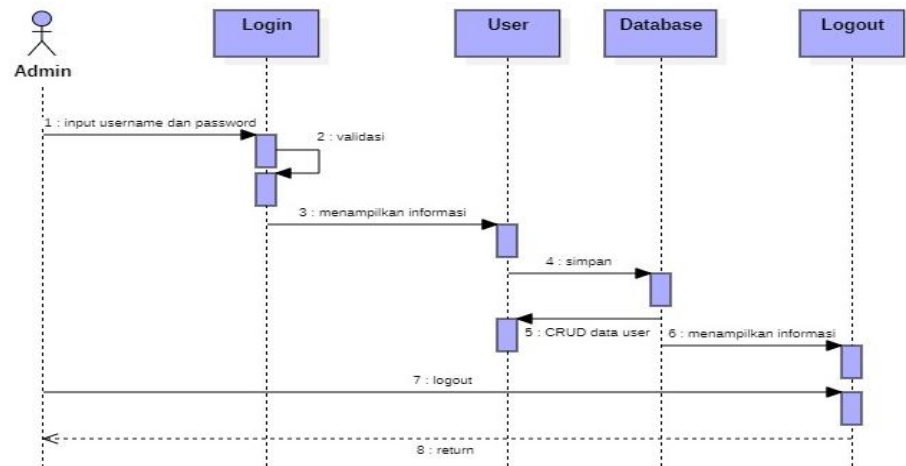 Admin
Login
User
Database
Logout
1 : input username dan password
2 : validasi
3 : menampilkan informasi
4 : simpan
5 : CRUD data user
6 : menampilkan informasi
7 : logout
8 : return